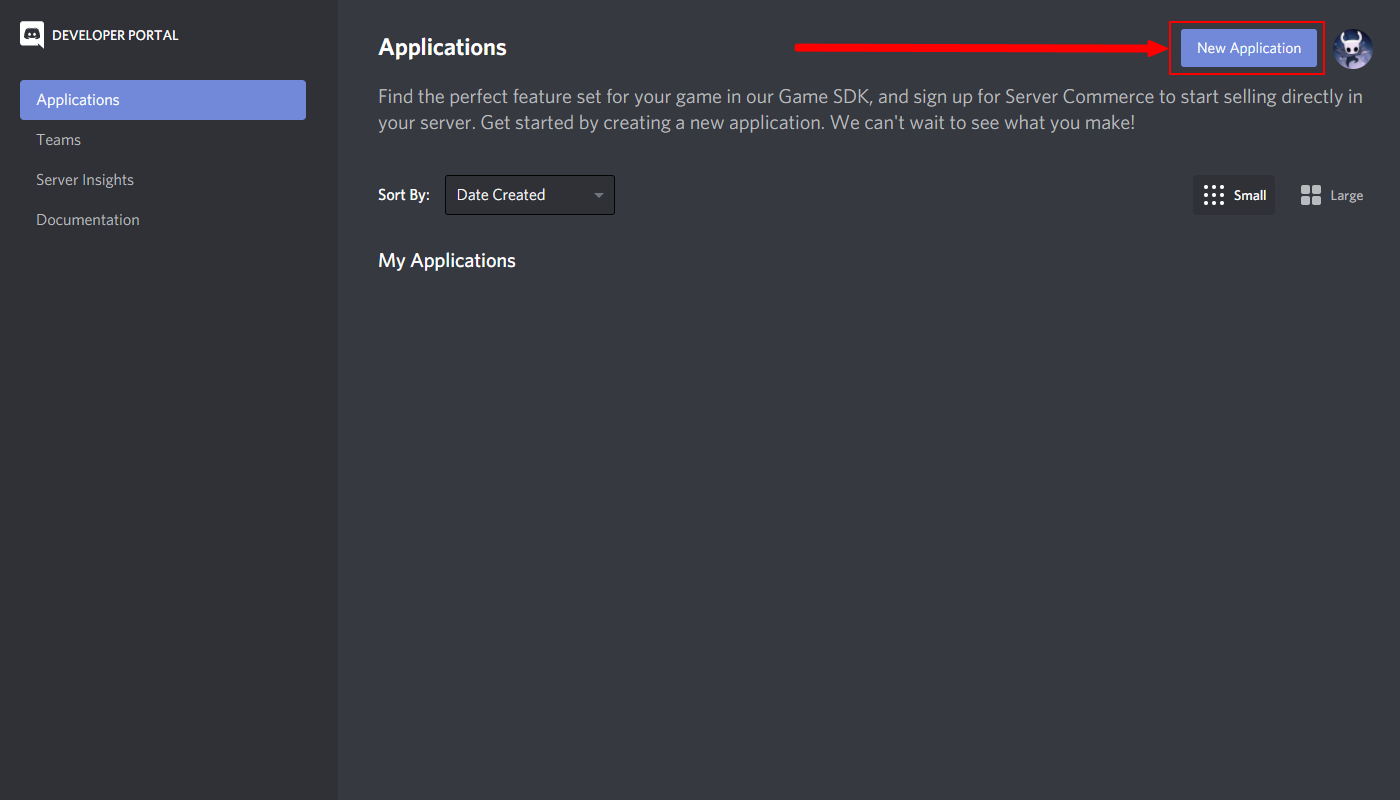 DEVELOPER PORTAL
Applications
Teams
Server Insights
Documentation
Applications
New Application
Find the perfect feature set for your game in our Game SDK, and sign up for Server Commerce to start selling directly in
your server. Get started by creating a new application. We can't wait to see what you make!
Sort By: Date Created
Small Large
My Applications